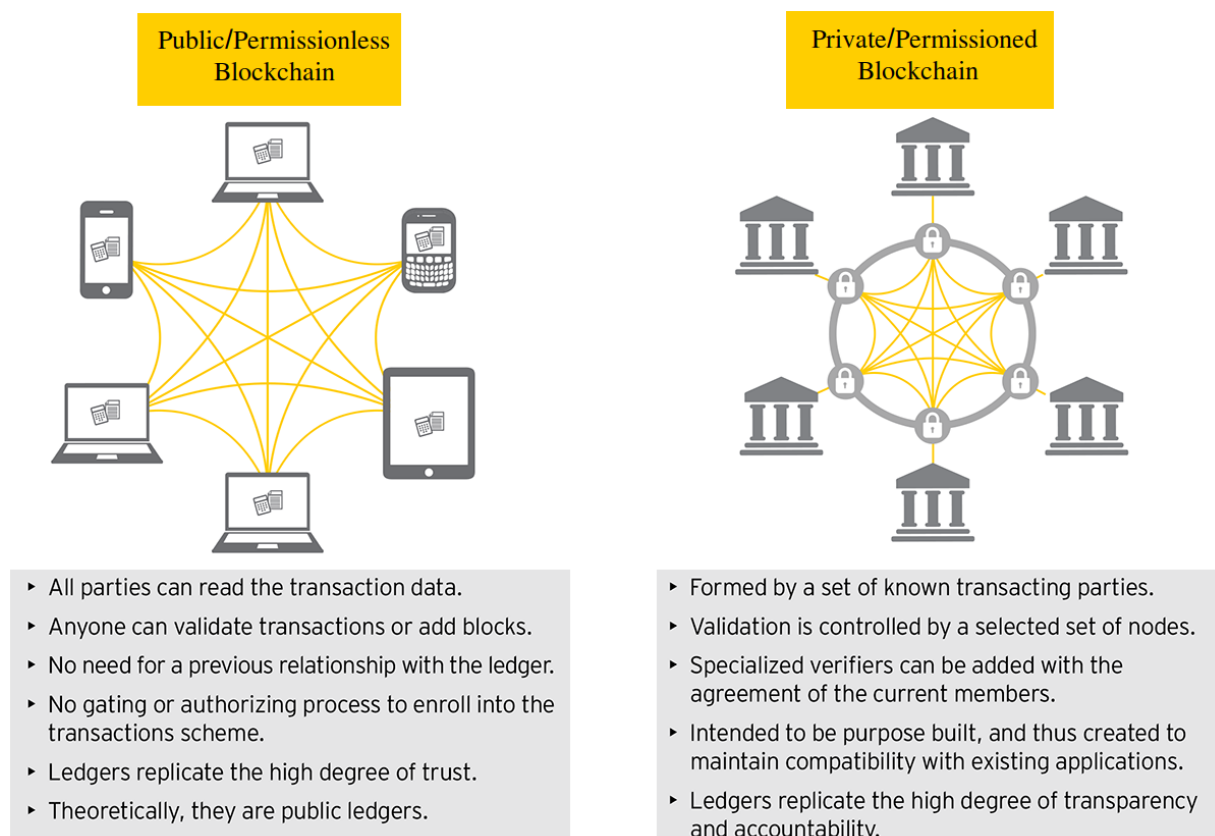 Public/Permissionless
Blockchain
‣ All parties can read the transaction data.
‣ Anyone can validate transactions or add blocks.
‣ No need for a previous relationship with the ledger.
‣ No gating or authorizing process to enroll into the
transactions scheme.
‣ Ledgers replicate the high degree of trust.
‣ Theoretically, they are public ledgers.
Private/Permissioned
Blockchain
‣ Formed by a set of known transacting parties.
‣ Validation is controlled by a selected set of nodes.
‣ Specialized verifiers can be added with the
agreement of the current members.
‣ Intended to be purpose built, and thus created to
maintain compatibility with existing applications.
‣ Ledgers replicate the high degree of transparency
and accountability.